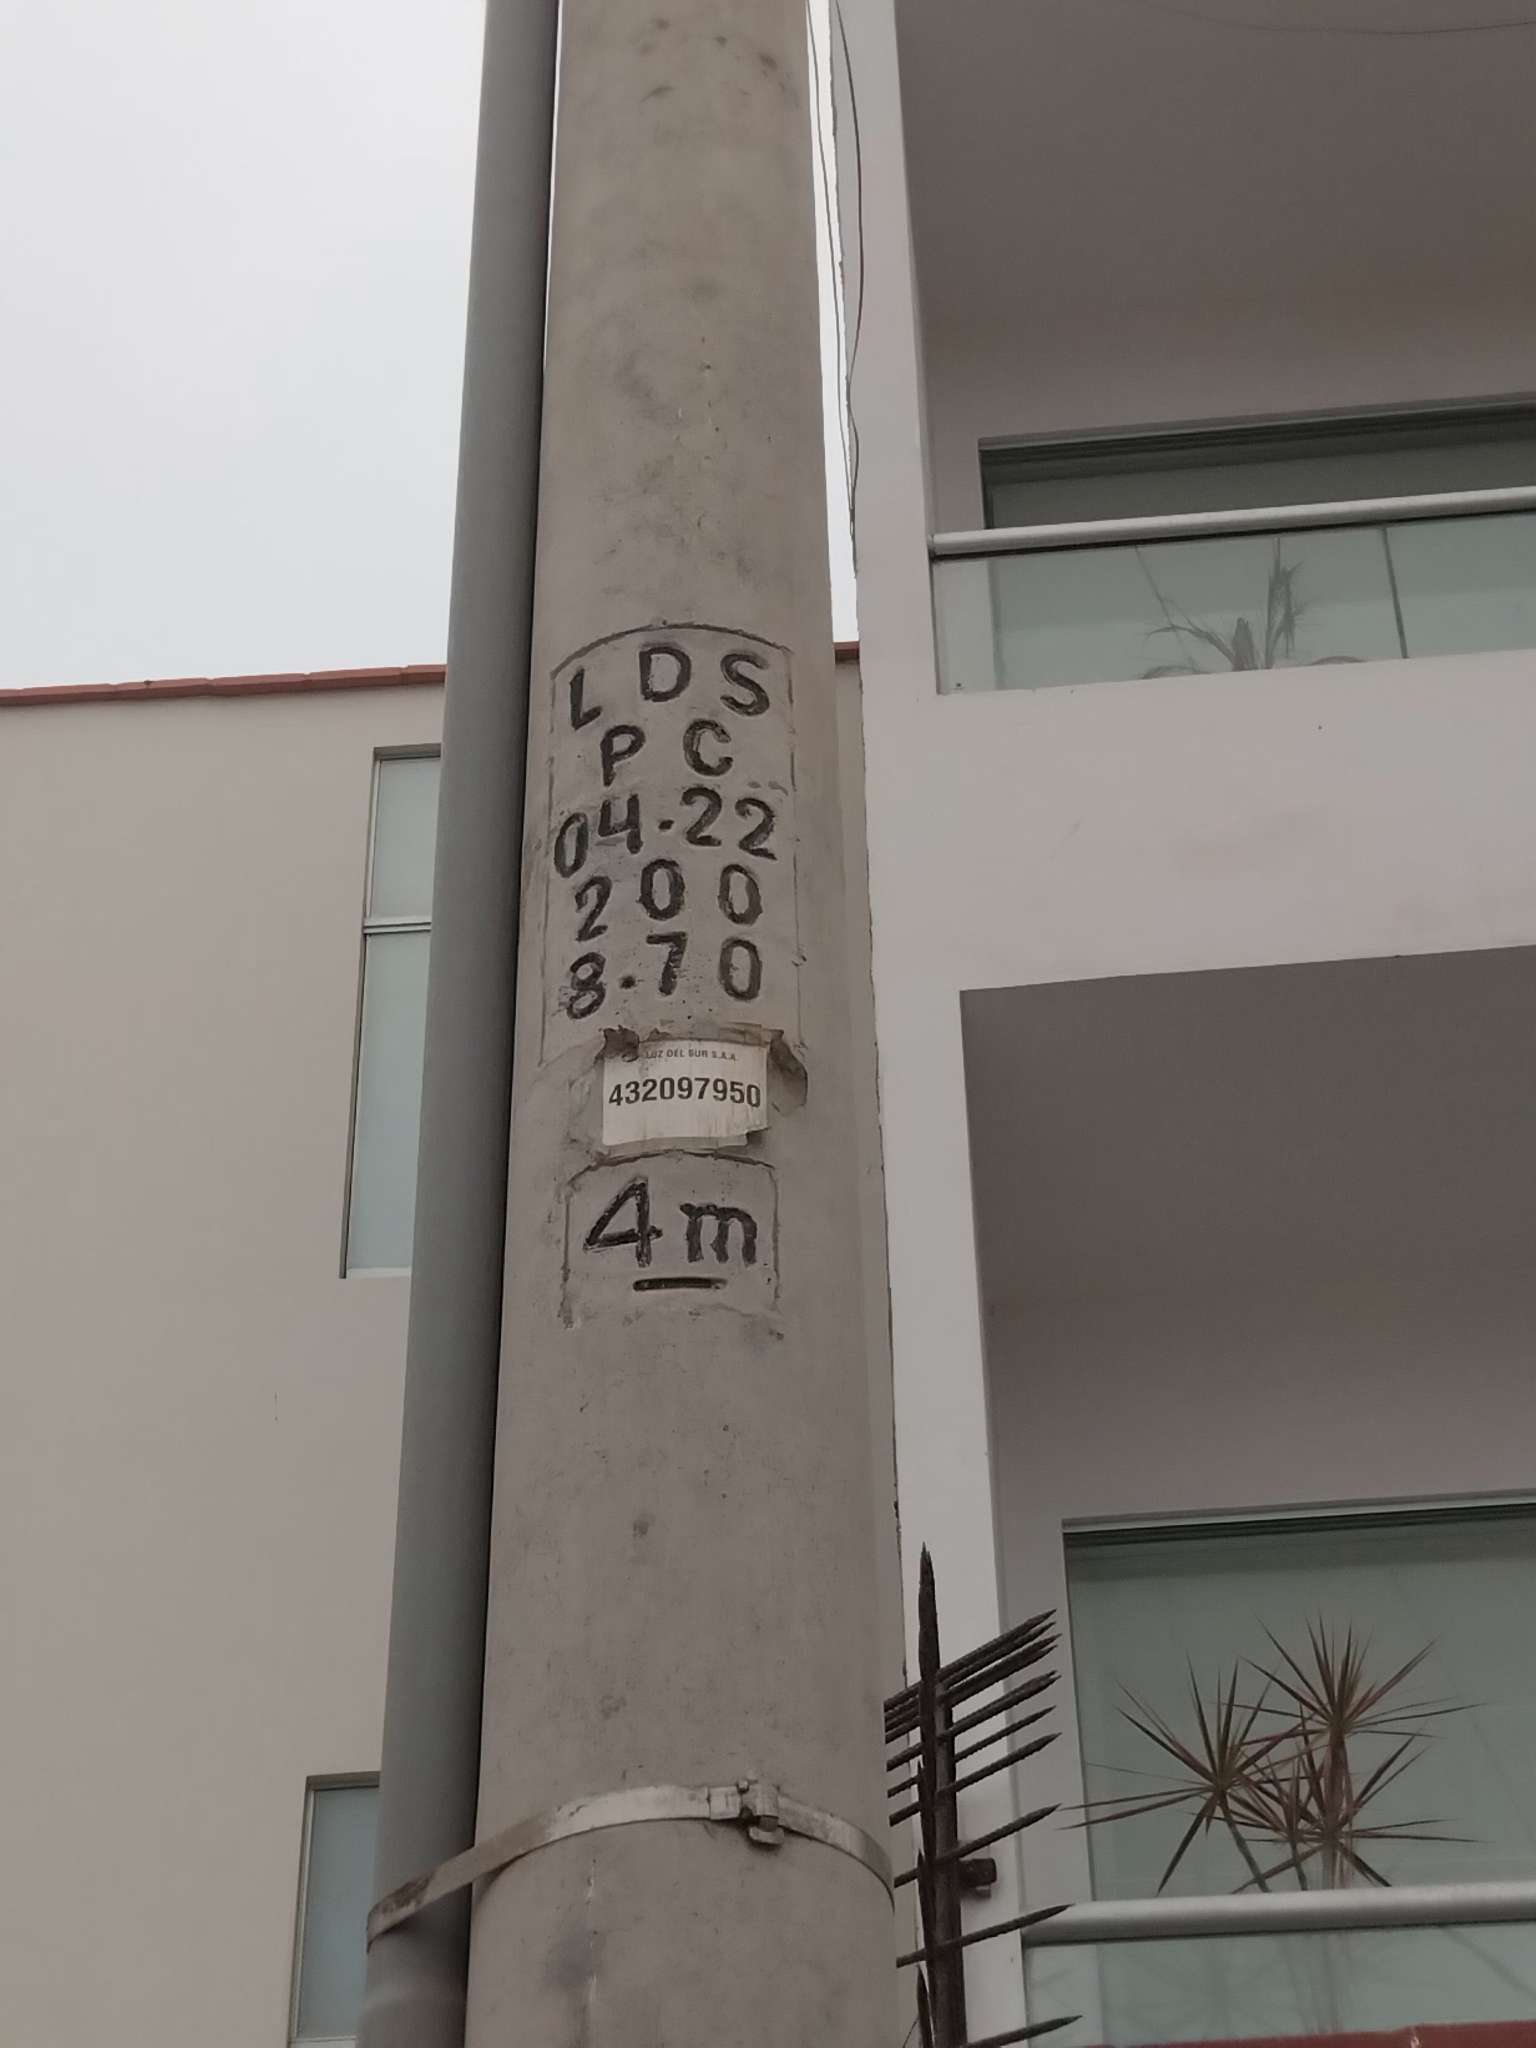 LDS
PC
04.22
200
8.70
LUZ DEL SUR S.A.A.
432097950
4m